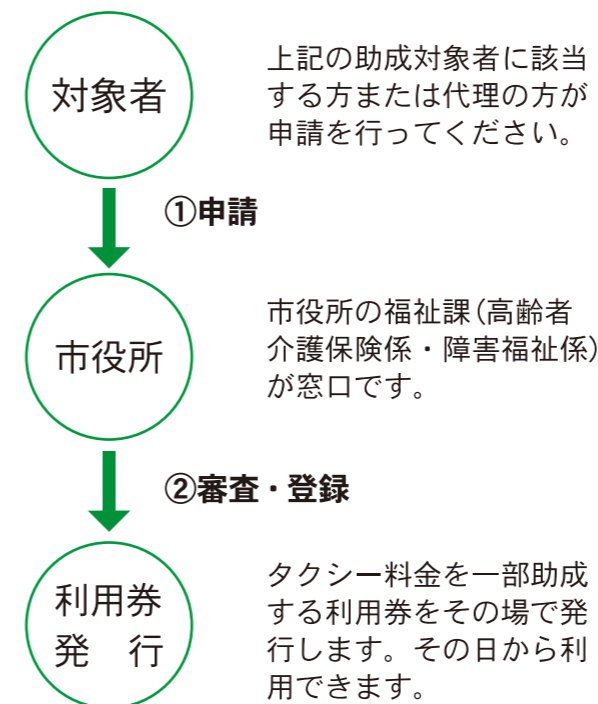 対象者
上記の助成対象者に該当
する方または代理の方が
申請を行ってください。
①申請
市役所
市役所の福祉課(高齢者
介護保険係・障害福祉係)
が窓口です。
②審査・登録
利用券
発　行
タクシー料金を一部助成
する利用券をその場で発
行します。その日から利
用できます。